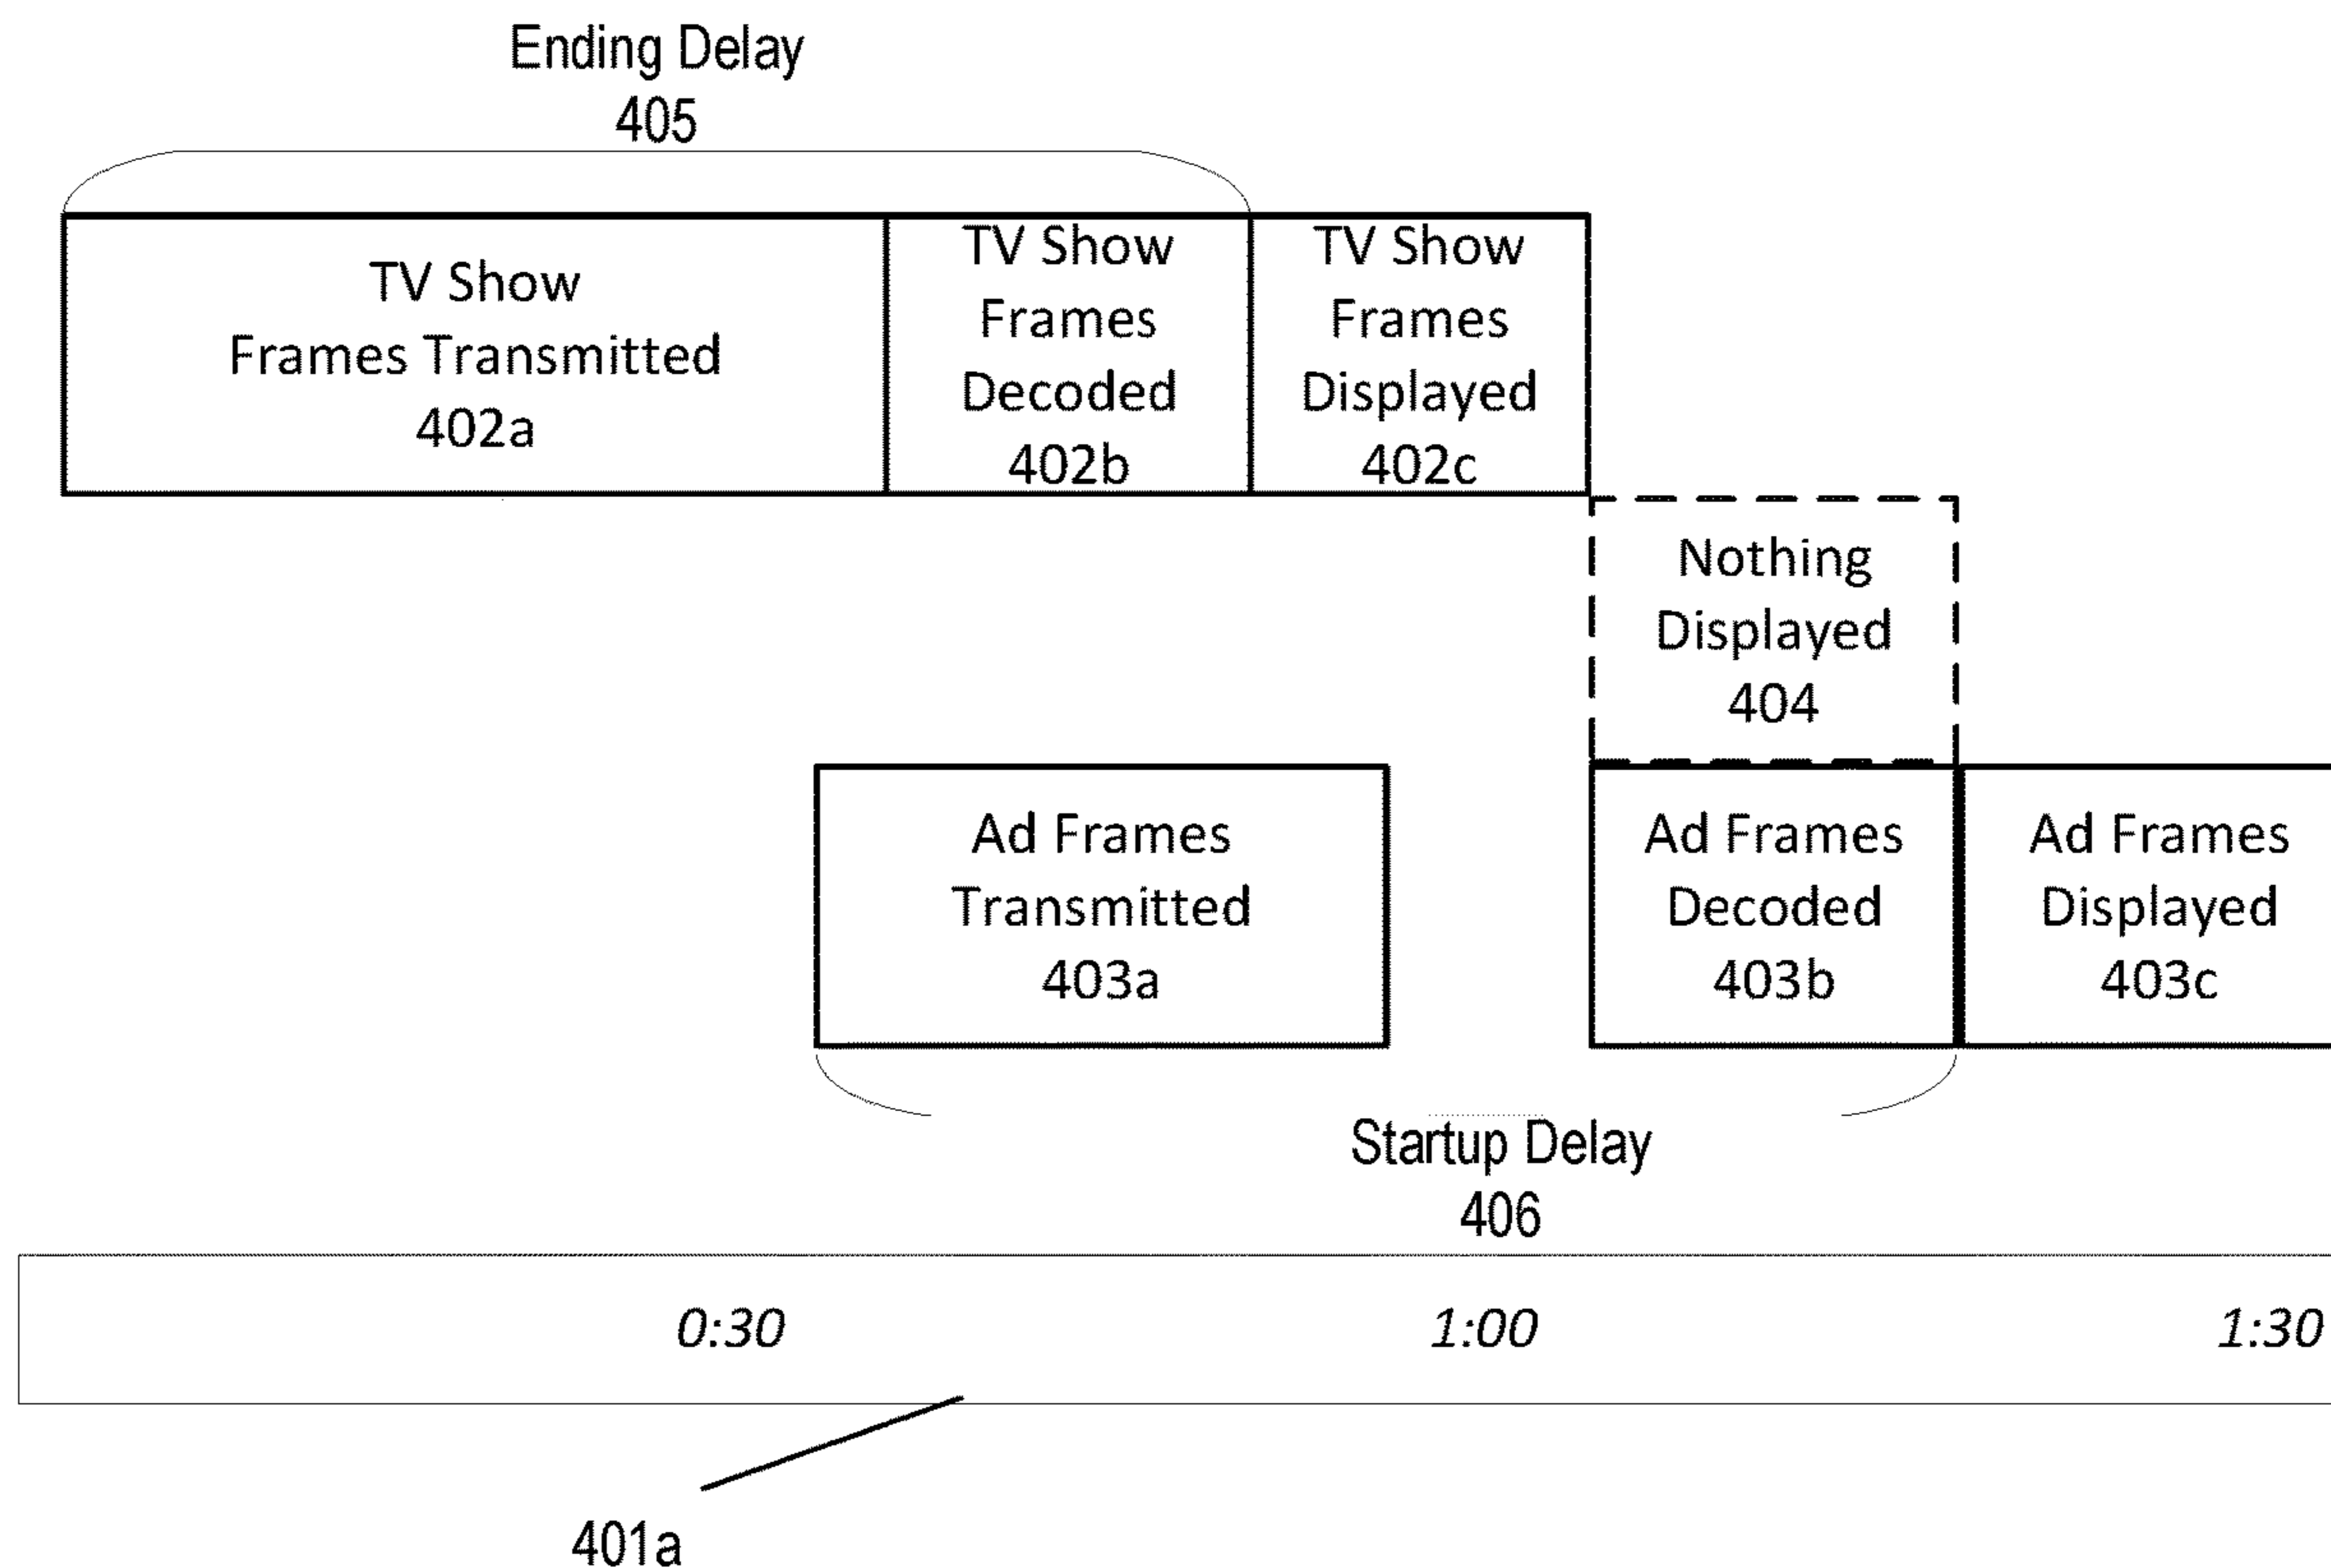 Ending Delay
405
TV Show
Frames Transmitted
402a
TV Show
Frames
Decoded
402b
TV Show
Frames
Displayed
402c
Nothing
Displayed
404
Ad Frames
Transmitted
403a
Ad Frames
Decoded
403b
Ad Frames
Displayed
403c
Startup Delay
406
0:30
1:00
1:30
401a